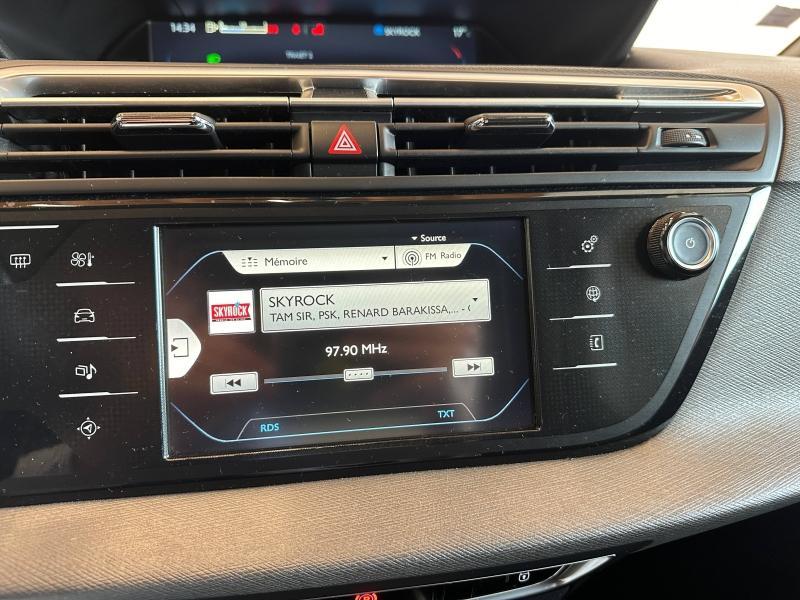 14:34
SKYROCK
Source
Mémoire
FM Radio
SKYROCK
SKYROCK
TAM SIR, PSK, RENARD BARAKISSA,... -
97.90 MHz
RDS
TXT